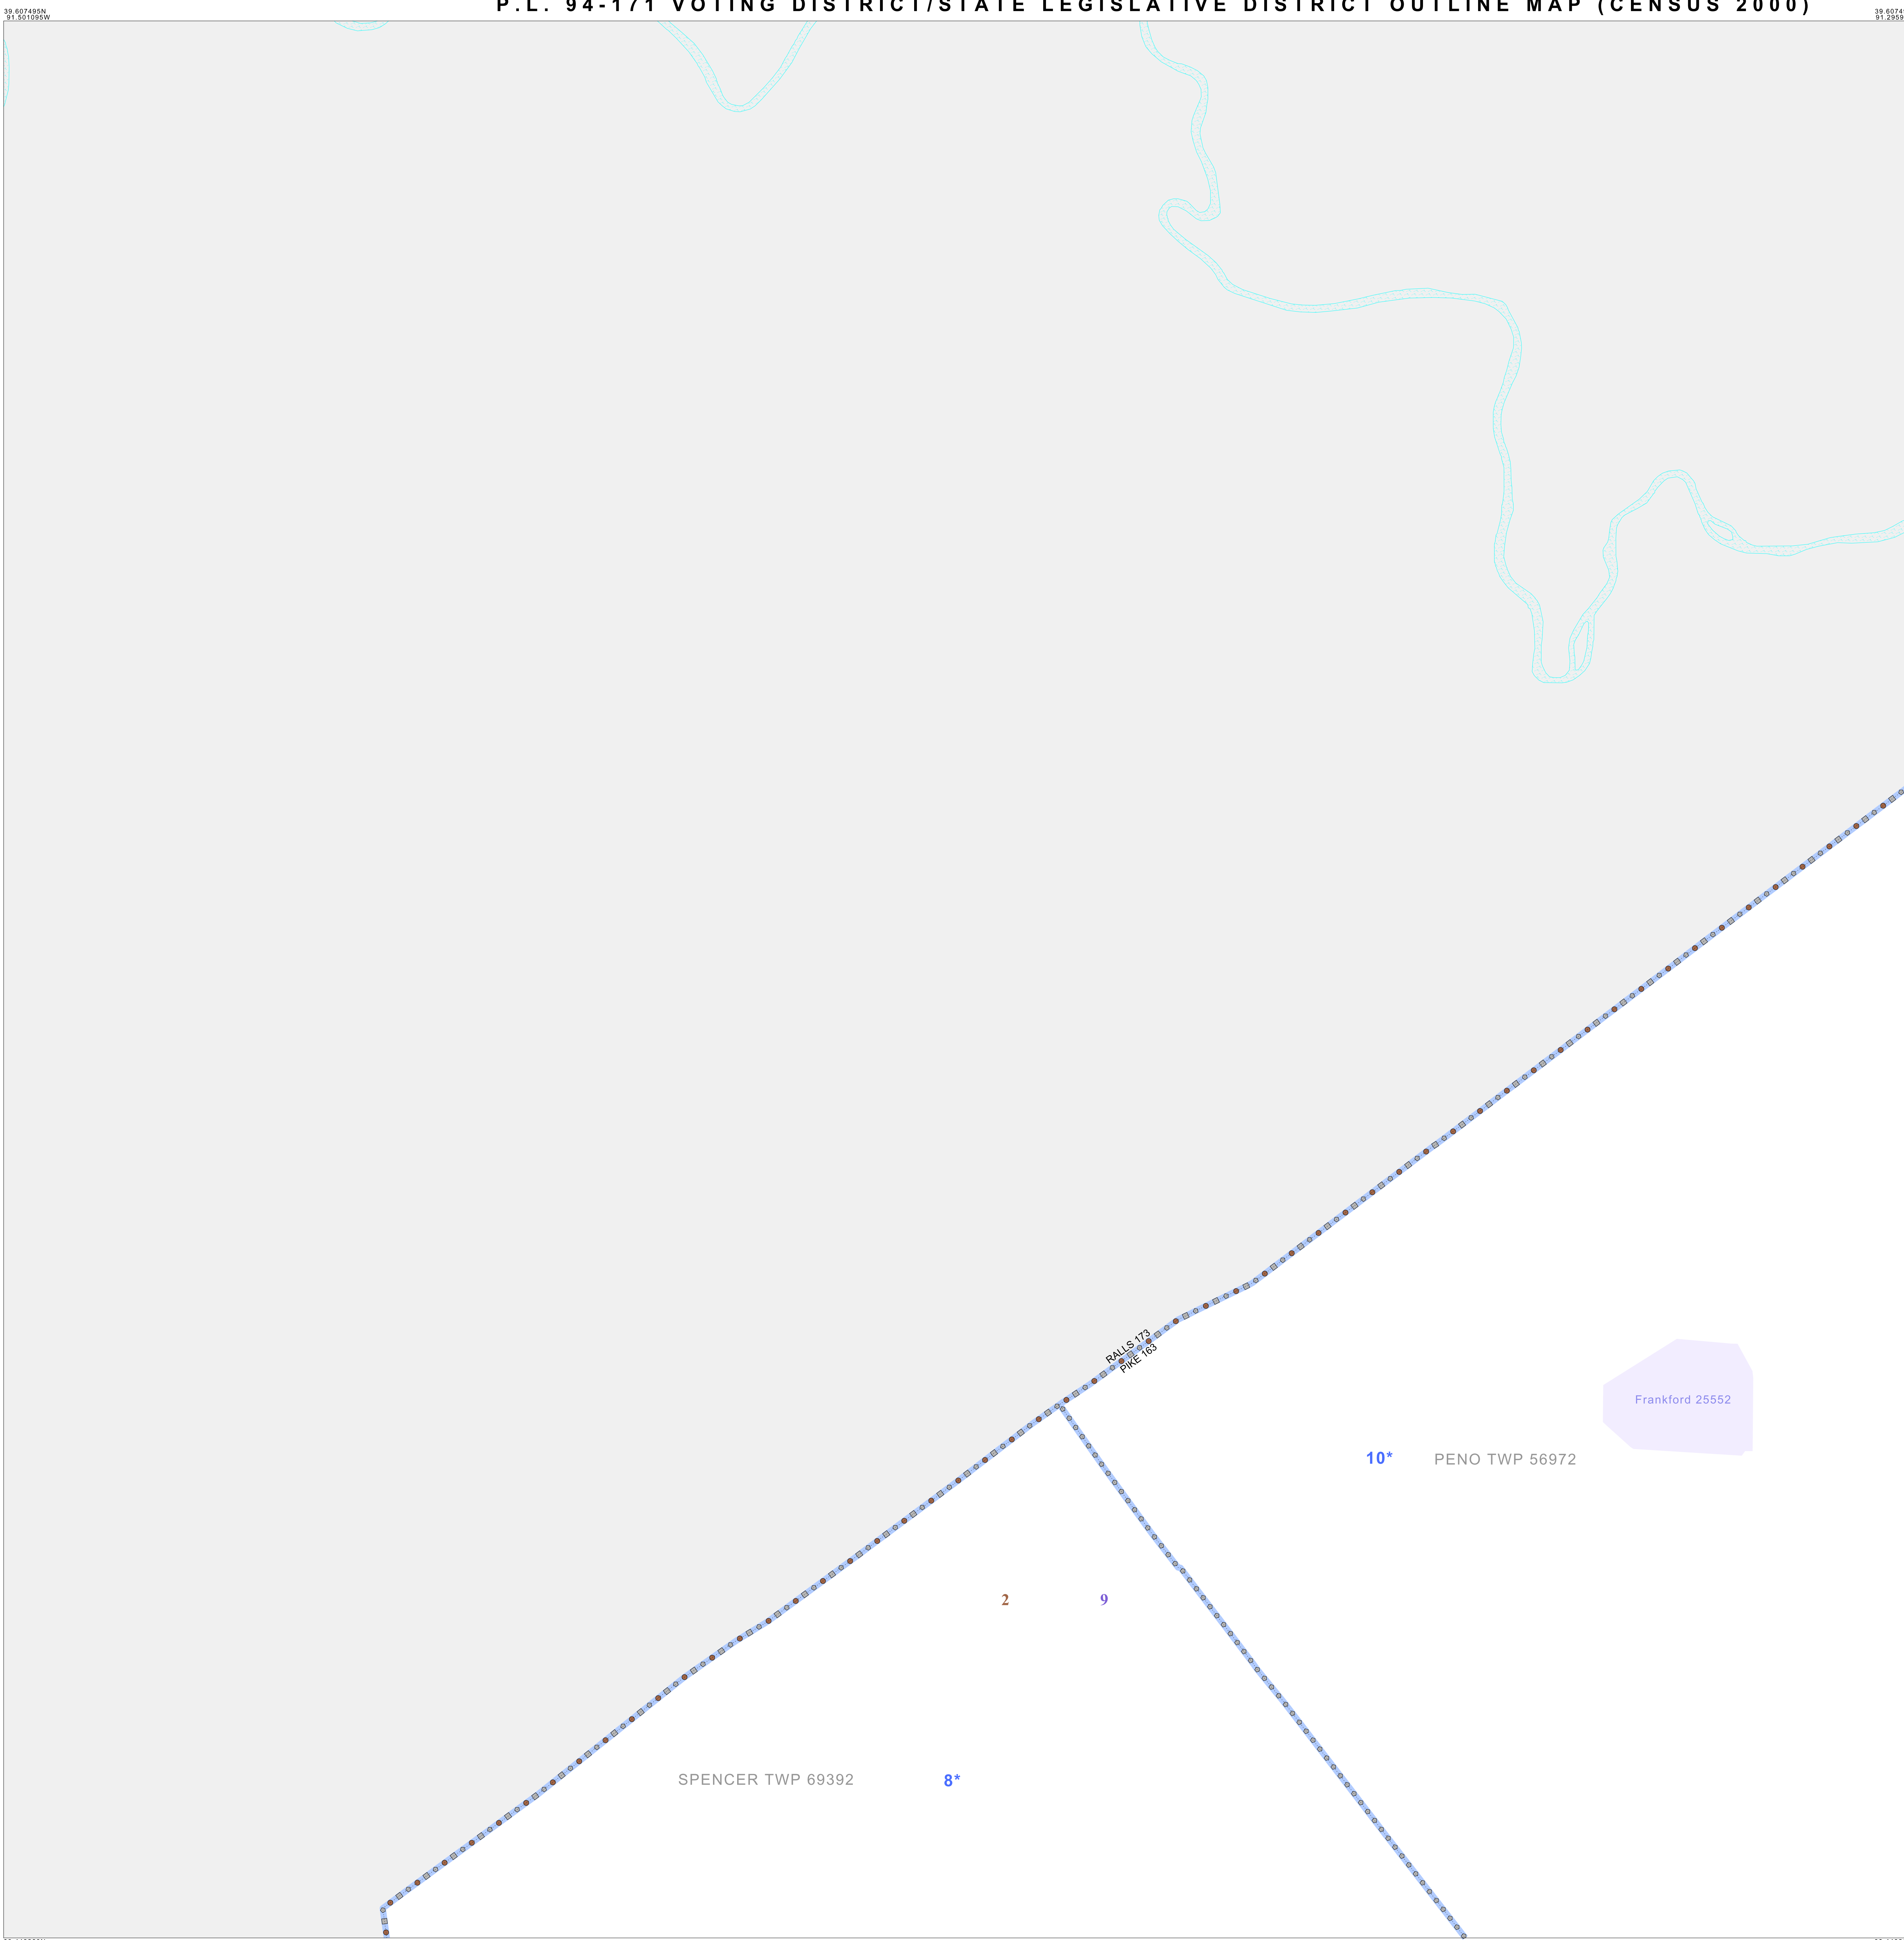 P.L. 94-171 VOTING DISTRICT/STATE LEGISLATIVE DISTRICT OUTLINE MAP (CENSUS 2000)
39.607495N
91.501095W
RALLS 173
PIKE 163
Frankford 25552
10*
PENO TWP 56972
2
9
SPENCER TWP 69392
8*